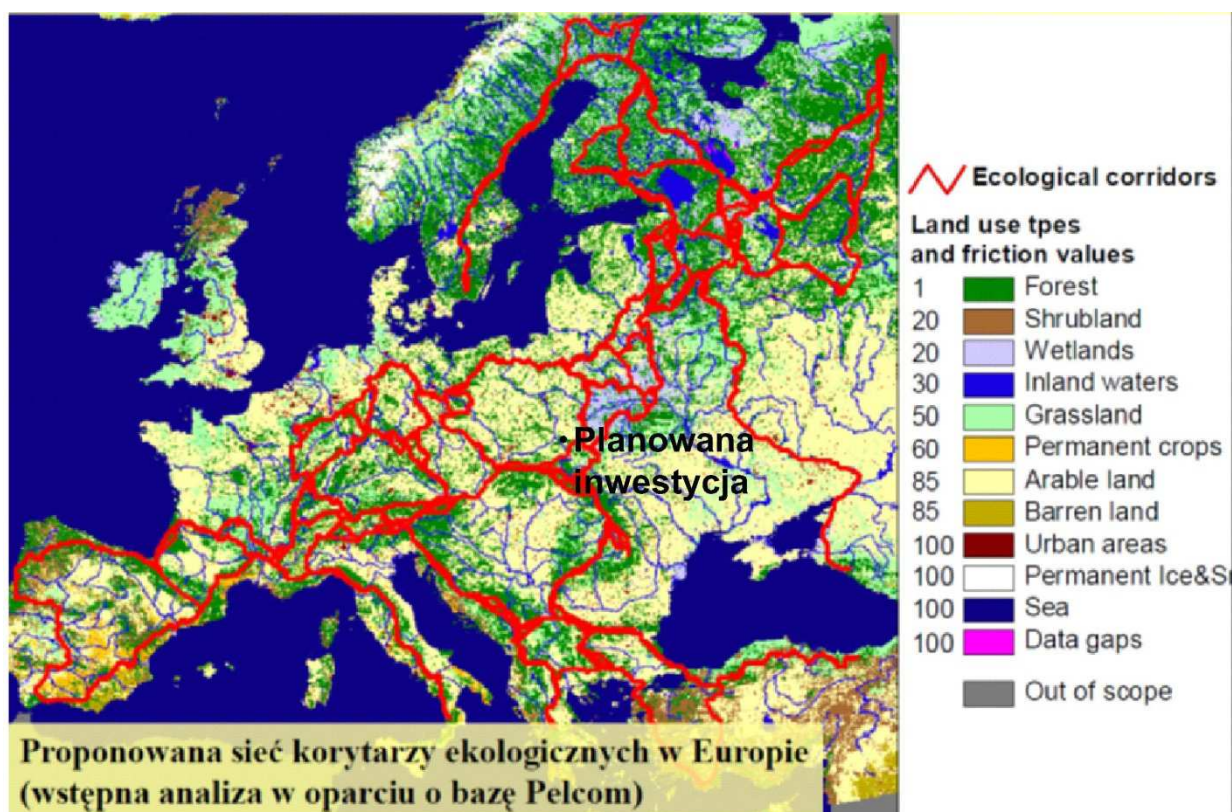 • Planowana
inwestycja
Proponowana sieć korytarzy ekologicznych w Europie
(wstępna analiza w oparciu o bazę Pelcom)
Ecological corridors
Land use tpes
and friction values
1 Forest
20 Shrubland
20 Wetlands
30 Inland waters
50 Grassland
60 Permanent crops
85 Arable land
85 Barren land
100 Urban areas
100 Permanent Ice&S
100 Sea
100 Data gaps
Out of scope